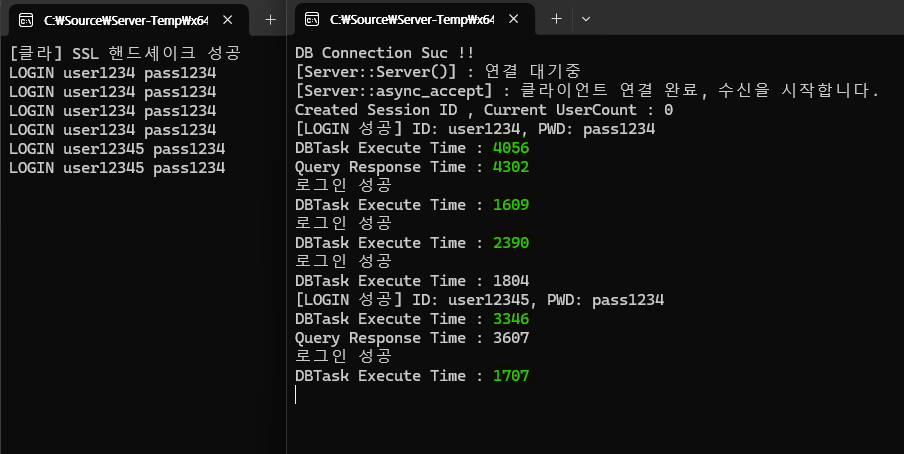 C:₩Source₩Server-Temp₩x64
[클라] SSL 핸드셰이크 성공
LOGIN user1234 pass1234
LOGIN user1234 pass1234
LOGIN user1234 pass1234
LOGIN user1234 pass1234
LOGIN user12345 pass1234
LOGIN user12345 pass1234
C:₩Source₩Server-Temp₩x64
DB Connection Suc !!
[Server::Server()] : 연결 대기중
[Server::async_accept] : 클라이언트 연결 완료, 수신을 시작합니다.
Created Session ID , Current UserCount : 0
[LOGIN 성공] ID: user1234, PWD: pass1234
DBTask Execute Time : 4056
Query Response Time : 4302
로그인 성공
DBTask Execute Time : 1609
로그인 성공
DBTask Execute Time : 2390
로그인 성공
DBTask Execute Time : 1804
[LOGIN 성공] ID: user12345, PWD: pass1234
DBTask Execute Time : 3346
Query Response Time : 3607
로그인 성공
DBTask Execute Time : 1707